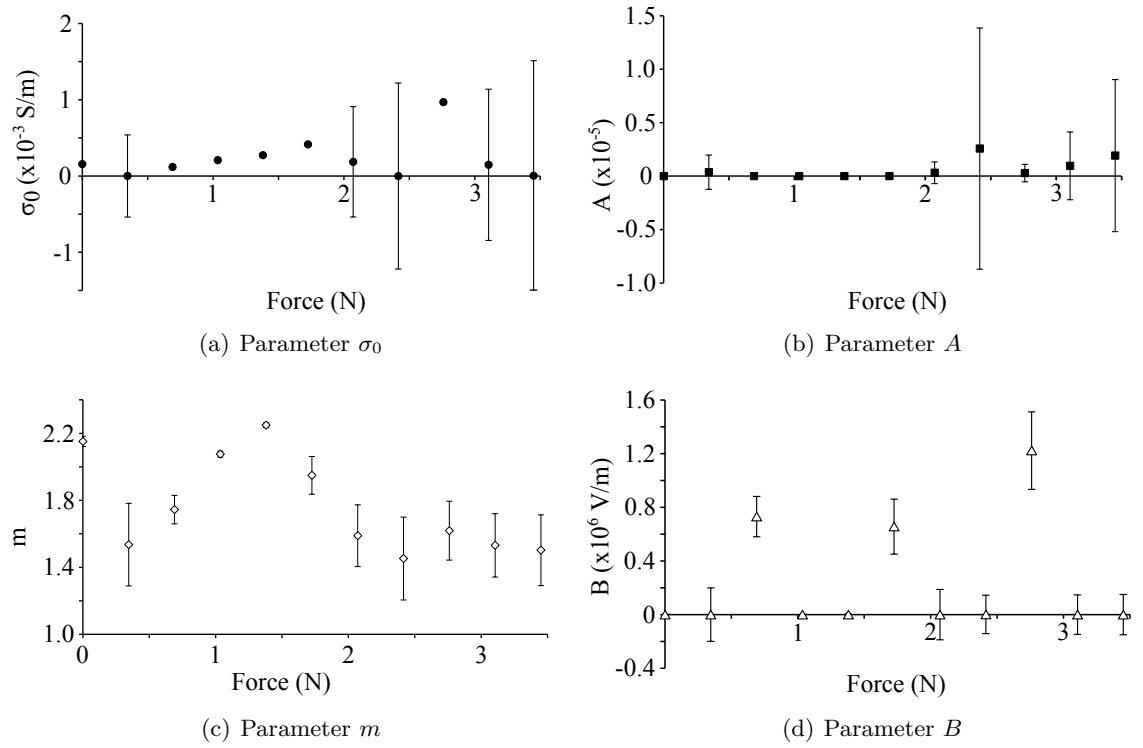 2
1
0
-1
1
2
3
σ0 (x10-3 S/m)
Force (N)
(a) Parameter σ0
1.5
1.0
0.5
0
-0.5
-1.0
1
2
3
A (x10-5)
Force (N)
(b) Parameter A
2.2
1.8
1.4
1.0
0
1
2
3
m
Force (N)
(c) Parameter m
1.6
1.2
0.8
0.4
0
-0.4
1
2
3
B (x106 V/m)
Force (N)
(d) Parameter B